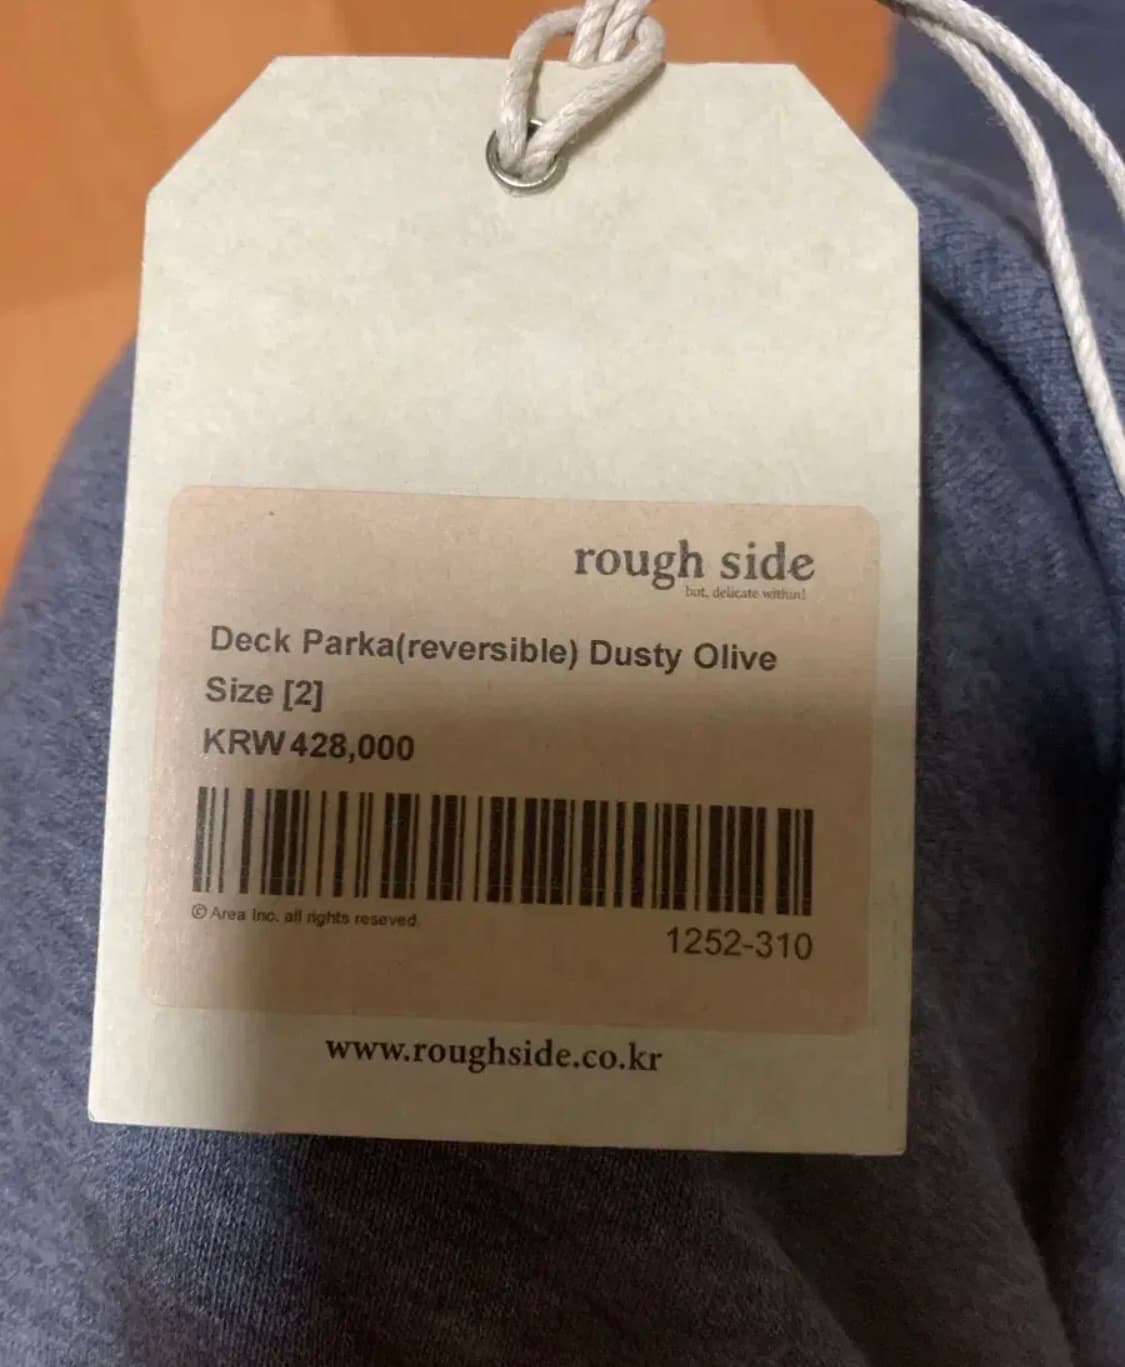 rough side
but, delicate within!
Deck Parka(reversible) Dusty Olive
Size [2]
KRW 428,000
© Area Inc. all rights reseved.
1252-310
www.roughside.co.kr